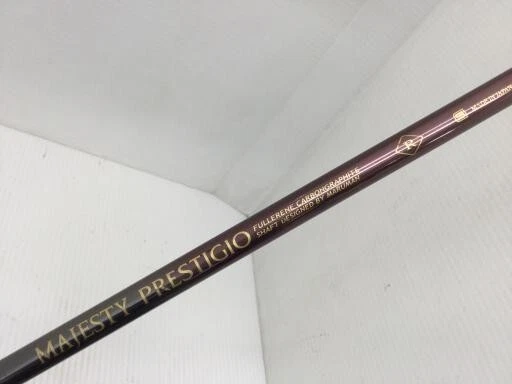 MAJESTY PRESTIGIO
FULLERENE CARBONGRAPHITE
SHAFT DESIGNED BY MARUMAN
R
MADE IN JAPAN